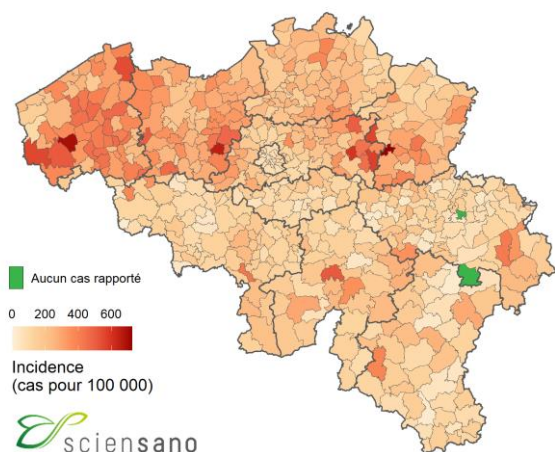 Aucun cas rapporté
0 200 400 600
Incidence
(cas pour 100 000)
sciensano